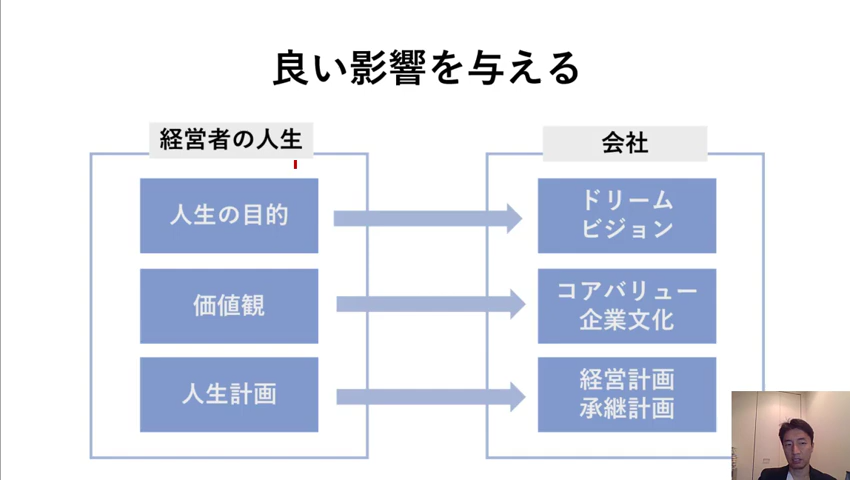 良い影響を与える
経営者の人生
会社
人生の目的
ドリーム
ビジョン
価値観
コアバリュー
企業文化
人生計画
経営計画
承継計画